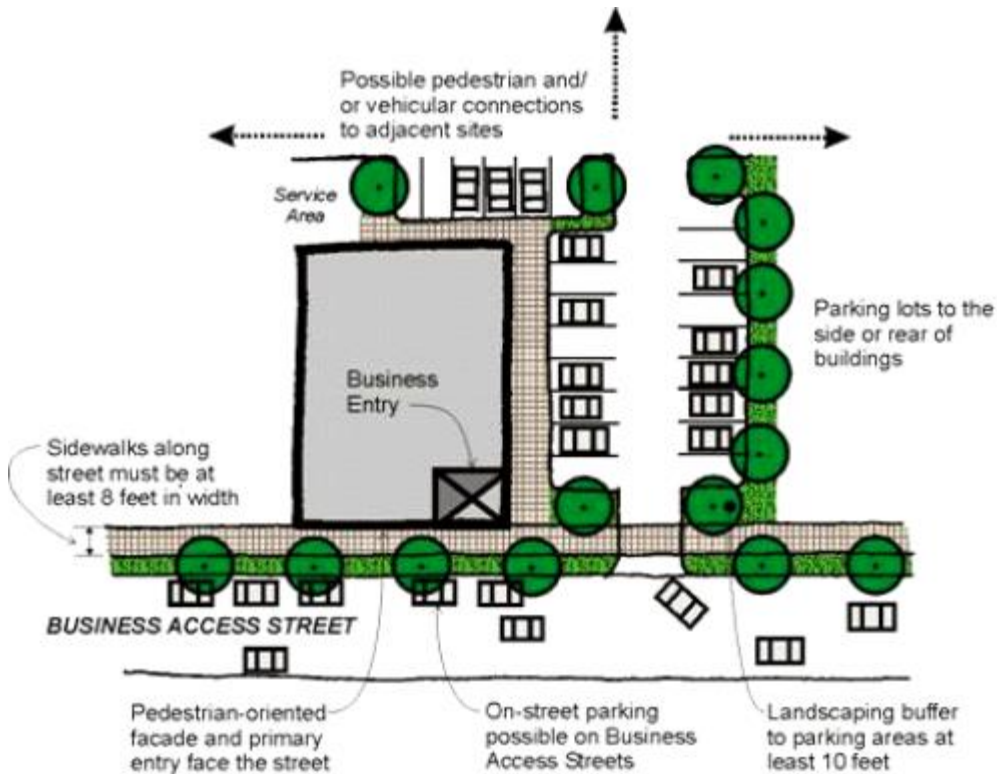 Possible pedestrian and/
or vehicular connections
to adjacent sites
Service
Area
Parking lots to the
side or rear of
buildings
Business
Entry
Sidewalks along
street must be at
least 8 feet in width
BUSINESS ACCESS STREET
Pedestrian-oriented
facade and primary
entry face the street
On-street parking
possible on Business
Access Streets
Landscaping buffer
to parking areas at
least 10 feet